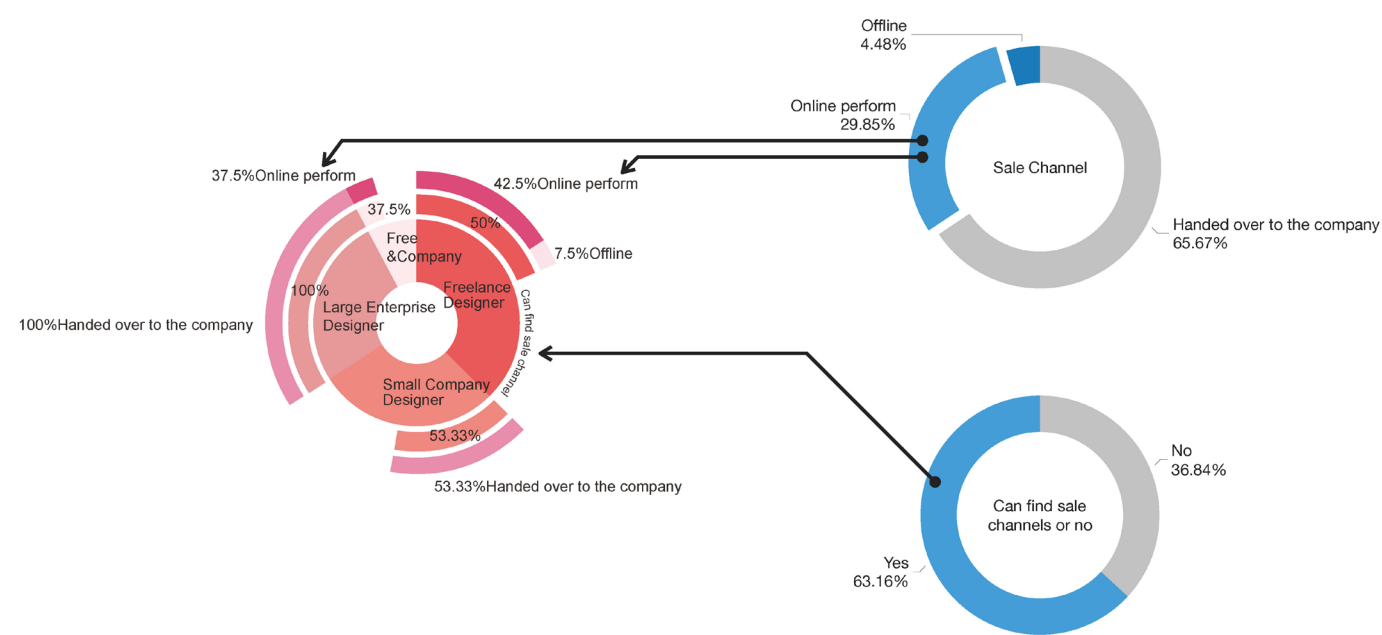 Offline
4.48%
Online perform
29.85%
Sale Channel
Handed over to the company
65.67%
37.5%Online perform
42.5%Online perform
37.5%
50%
Free
&Company
7.5%Offline
Freelance
Designer
100%
Large Enterprise
Designer
Can find safe channel
100%Handed over to the company
Small Company
Designer
53.33%
53.33%Handed over to the company
No
36.84%
Can find sale
channels or no
Yes
63.16%